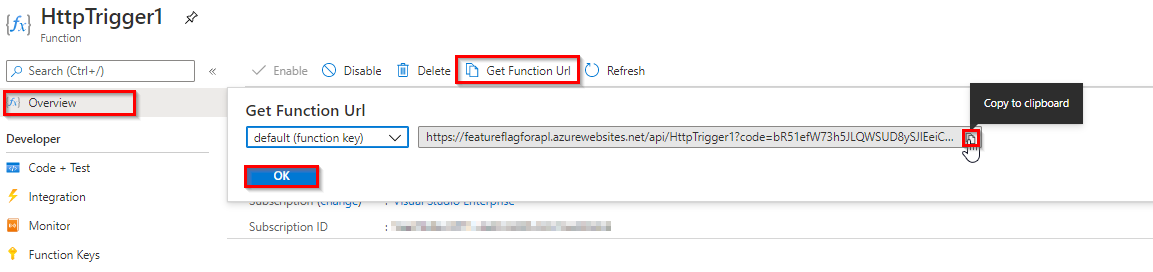 HttpTrigger1
{fx}
Function
Search (Ctrl+/)
«
Enable
Disable
Delete
Get Function Url
Refresh
Overview
Copy to clipboard
Get Function Url
default (function key)
https://featureflagforapl.azurewebsites.net/api/HttpTrigger1?code=bR51efW73h5JLQWSUD8ySJIEeiC...
OK
Developer
Code + Test
Integration
Monitor
Function Keys
Subscription (change) : Visual Studio Enterprise
Subscription ID :